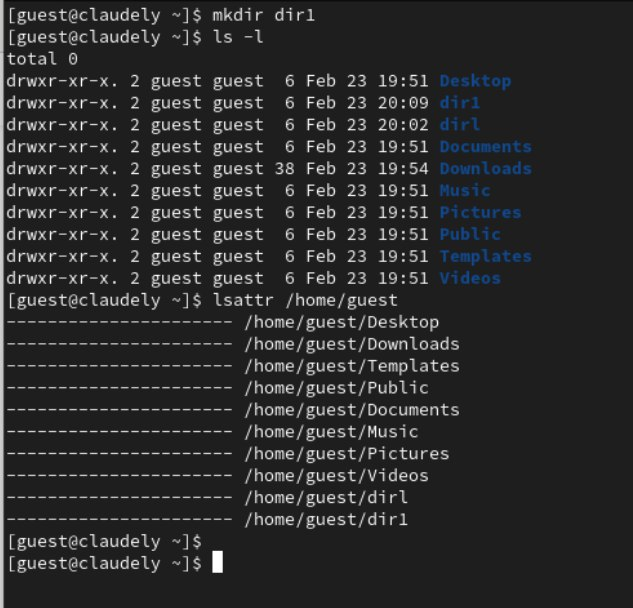 [guest@claudely ~]$ mkdir dir1
[guest@claudely ~]$ ls -l
total 0
drwxr-xr-x. 2 guest guest  6 Feb 23 19:51 Desktop
drwxr-xr-x. 2 guest guest  6 Feb 23 20:09 dir1
drwxr-xr-x. 2 guest guest  6 Feb 23 20:02 dirl
drwxr-xr-x. 2 guest guest  6 Feb 23 19:51 Documents
drwxr-xr-x. 2 guest guest 38 Feb 23 19:54 Downloads
drwxr-xr-x. 2 guest guest  6 Feb 23 19:51 Music
drwxr-xr-x. 2 guest guest  6 Feb 23 19:51 Pictures
drwxr-xr-x. 2 guest guest  6 Feb 23 19:51 Public
drwxr-xr-x. 2 guest guest  6 Feb 23 19:51 Templates
drwxr-xr-x. 2 guest guest  6 Feb 23 19:51 Videos
[guest@claudely ~]$ lsattr /home/guest
---------------------- /home/guest/Desktop
---------------------- /home/guest/Downloads
---------------------- /home/guest/Templates
---------------------- /home/guest/Public
---------------------- /home/guest/Documents
---------------------- /home/guest/Music
---------------------- /home/guest/Pictures
---------------------- /home/guest/Videos
---------------------- /home/guest/dirl
---------------------- /home/guest/dir1
[guest@claudely ~]$
[guest@claudely ~]$